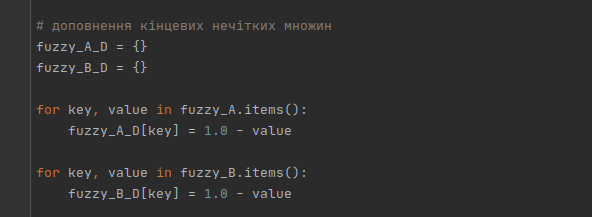 # доповнення кінцевих нечітких множин
fuzzy_A_D = {}
fuzzy_B_D = {}
for key, value in fuzzy_A.items():
    fuzzy_A_D[key] = 1.0 - value
for key, value in fuzzy_B.items():
    fuzzy_B_D[key] = 1.0 - value